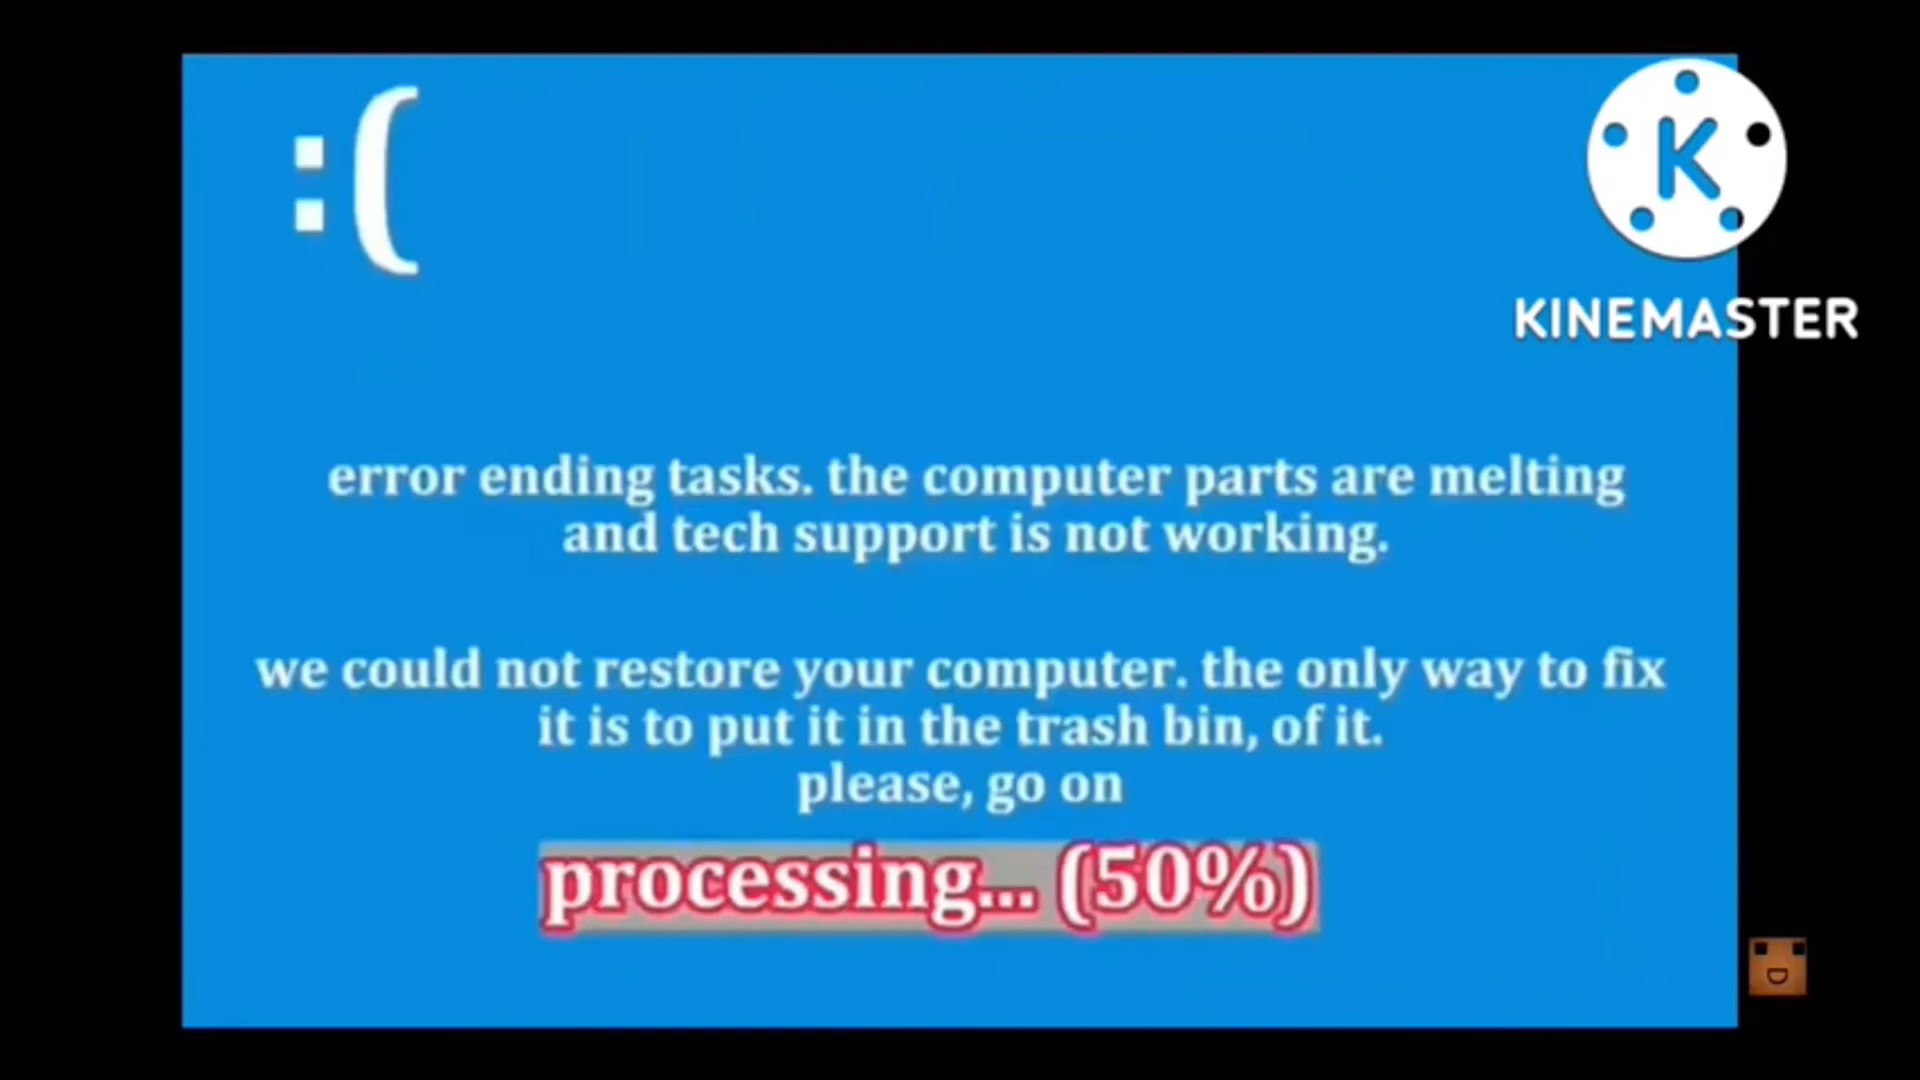 :(
K
KINEMASTER
error ending tasks. the computer parts are melting
and tech support is not working.
we could not restore your computer. the only way to fix
it is to put it in the trash bin, of it.
please, go on
processing... (50%)